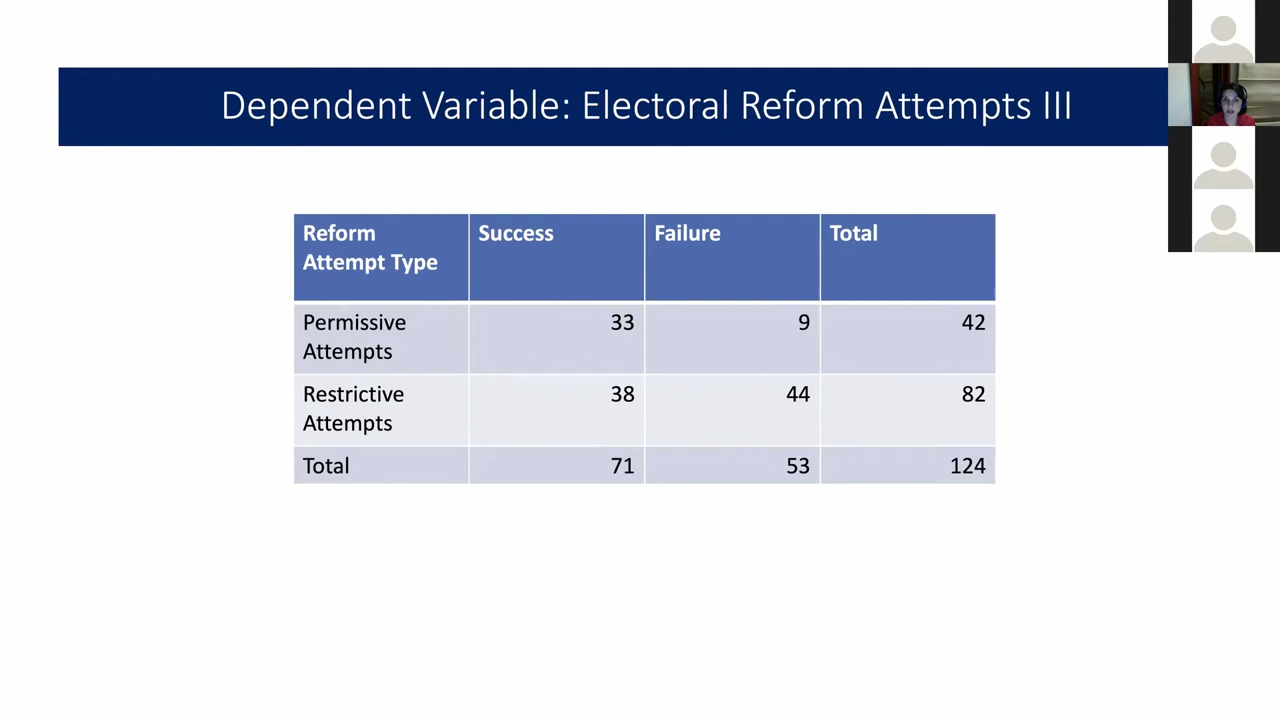 Dependent Variable: Electoral Reform Attempts III
Reform Success Failure Total
Attempt Type
Permissive 33 9 42
Attempts
Restrictive 38 44 82
Attempts
Total 71 53 124